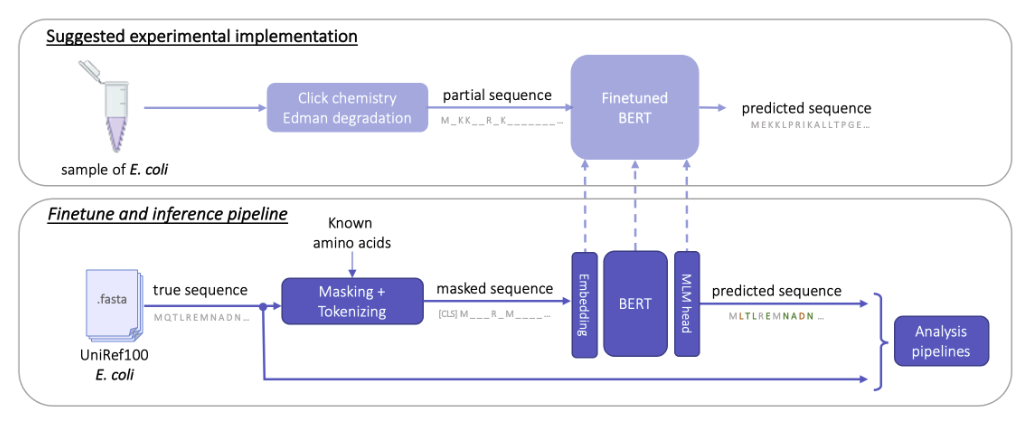 Suggested experimental implementation
Click chemistry
Edman degradation
partial sequence
M_KK__R_K_______...
Finetuned
BERT
predicted sequence
MEKKLPRIKALLTPGE...
sample of E. coli
Finetune and inference pipeline
Known
amino acids
.fasta
true sequence
MQTLREMNADN...
Masking +
Tokenizing
masked sequence
[CLS] M___R_M____...
Embedding
BERT
MLM head
predicted sequence
MLTLREMNADN ...
Analysis
pipelines
UniRef100
E. coli